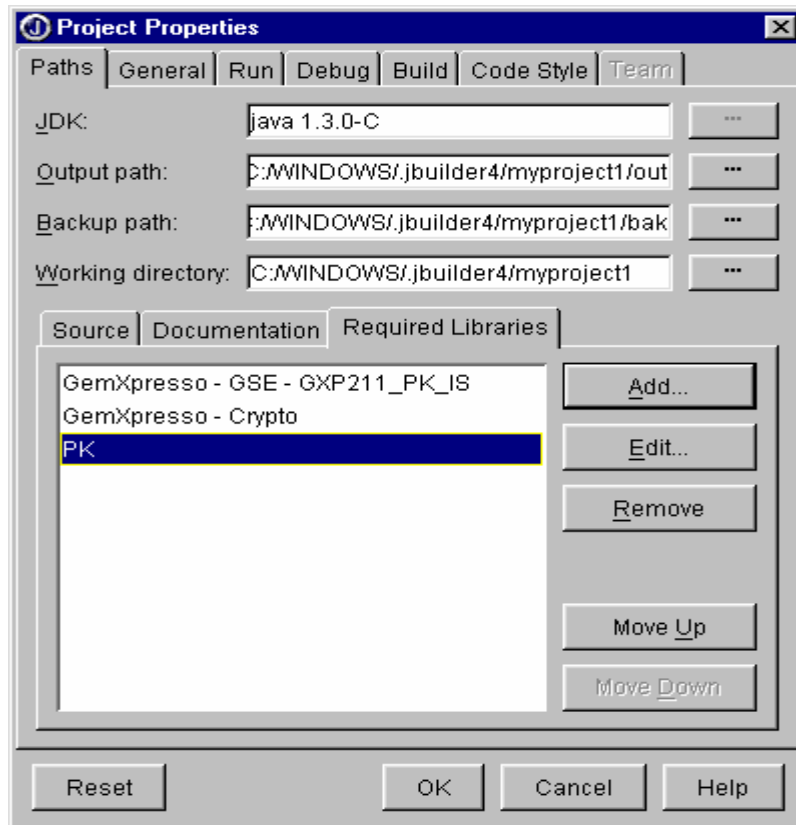 Project Properties
Paths General Run Debug Build Code Style Team
JDK: java 1.3.0-C ...
Output path: C:/WINDOWS/.jbuilder4/myproject1/out ...
Backup path: :/WINDOWS/.jbuilder4/myproject1/bak ...
Working directory: C:/WINDOWS/.jbuilder4/myproject1 ...
Source Documentation Required Libraries
GemXpresso - GSE - GXP211_PK_IS
GemXpresso - Crypto
PK
Add...
Edit...
Remove
Move Up
Move Down
Reset OK Cancel Help